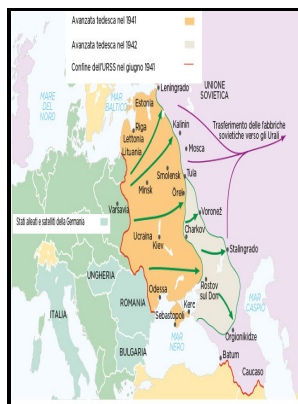 Avanzata tedesca nel 1941
Avanzata tedesca nel 1942
Confine dell'URSS nel giugno 1941
Leningrado
UNIONE
SOVIETICA
MARE
DEL
NORD
MAR
BALTICO
Estonia
Kalinin
Trasferimento delle fabbriche
sovietiche verso gli Urali
Riga
Lettonia
Lituania
Mosca
Smolensk
Tula
Minsk
Örel
Varsavia
Voronež
Stati alleati e satelliti della Germania
Ucraina
Kiev
Charkov
Stalingrado
UNGHERIA
Odessa
Rostov
sul Don
ROMANIA
MAR
CASPIO
ITALIA
Sebastopoli
Kerc
Orgionikidze
BULGARIA
MAR
NERO
Batum
Caucaso